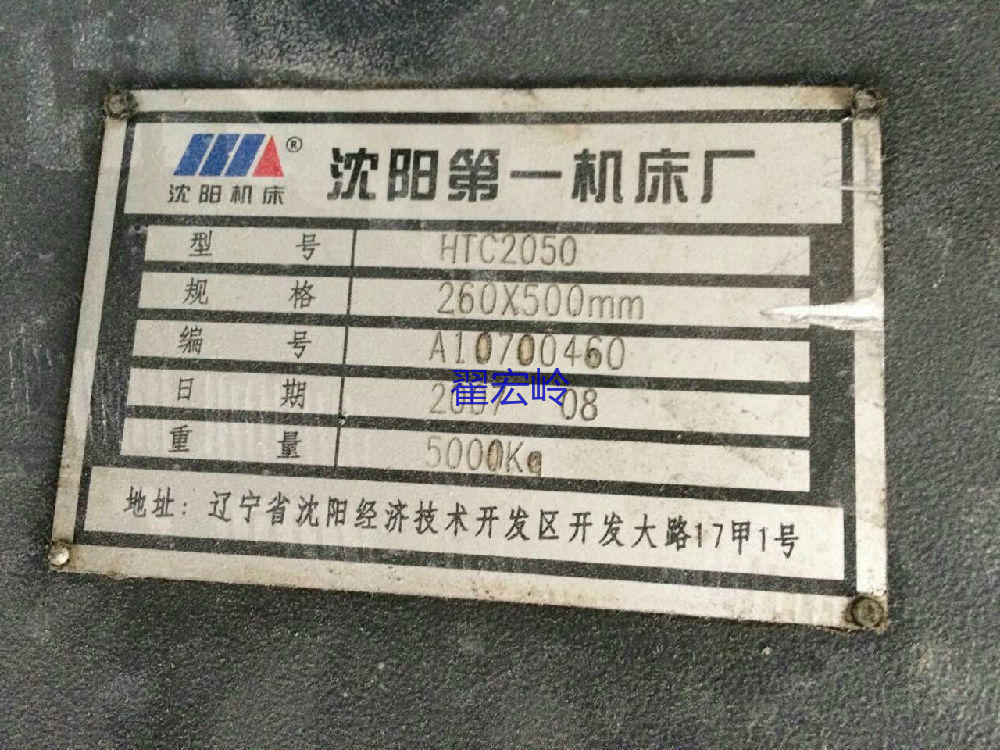 沈阳机床 ® 沈阳第一机床厂
型号 HTC2050
规格 260X500mm
编号 A10700460
日期 2007 08
翟宏岭
重量 5000Kg
地址: 辽宁省沈阳经济技术开发区开发大路17甲1号